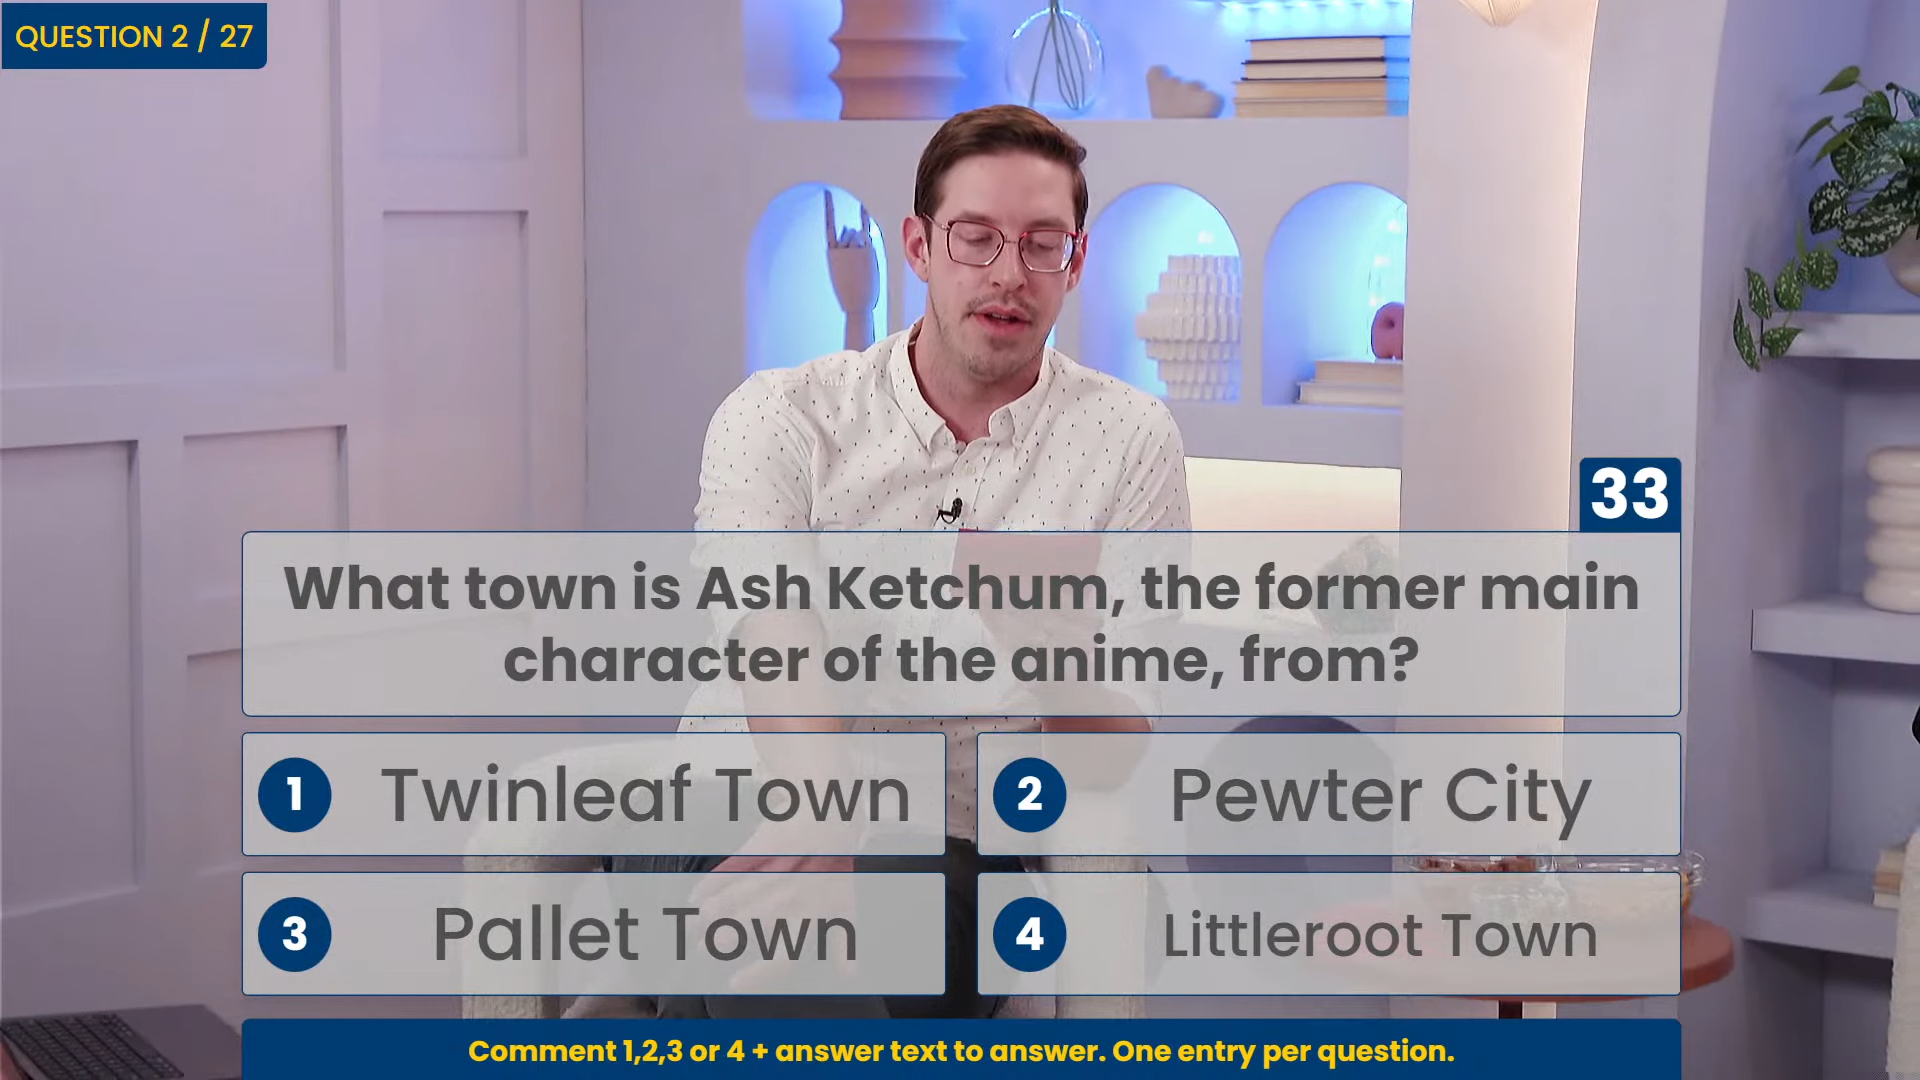 QUESTION 2 / 27
33
What town is Ash Ketchum, the former main
character of the anime, from?
1 Twinleaf Town
2 Pewter City
3 Pallet Town
4 Littleroot Town
Comment 1,2,3 or 4 + answer text to answer. One entry per question.